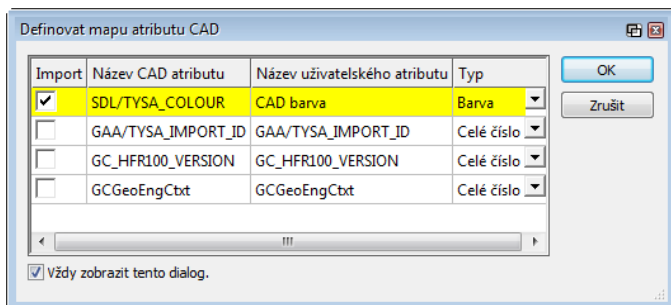 Definovat mapu atributu CAD
Import Název CAD atributu Název uživatelského atributu Typ
SDL/TYSA_COLOUR CAD barva Barva
GAA/TYSA_IMPORT_ID GAA/TYSA_IMPORT_ID Celé číslo
GC_HFR100_VERSION GC_HFR100_VERSION Celé číslo
GCGeoEngCtxt GCGeoEngCtxt Celé číslo
OK
Zrušit
Vždy zobrazit tento dialog.